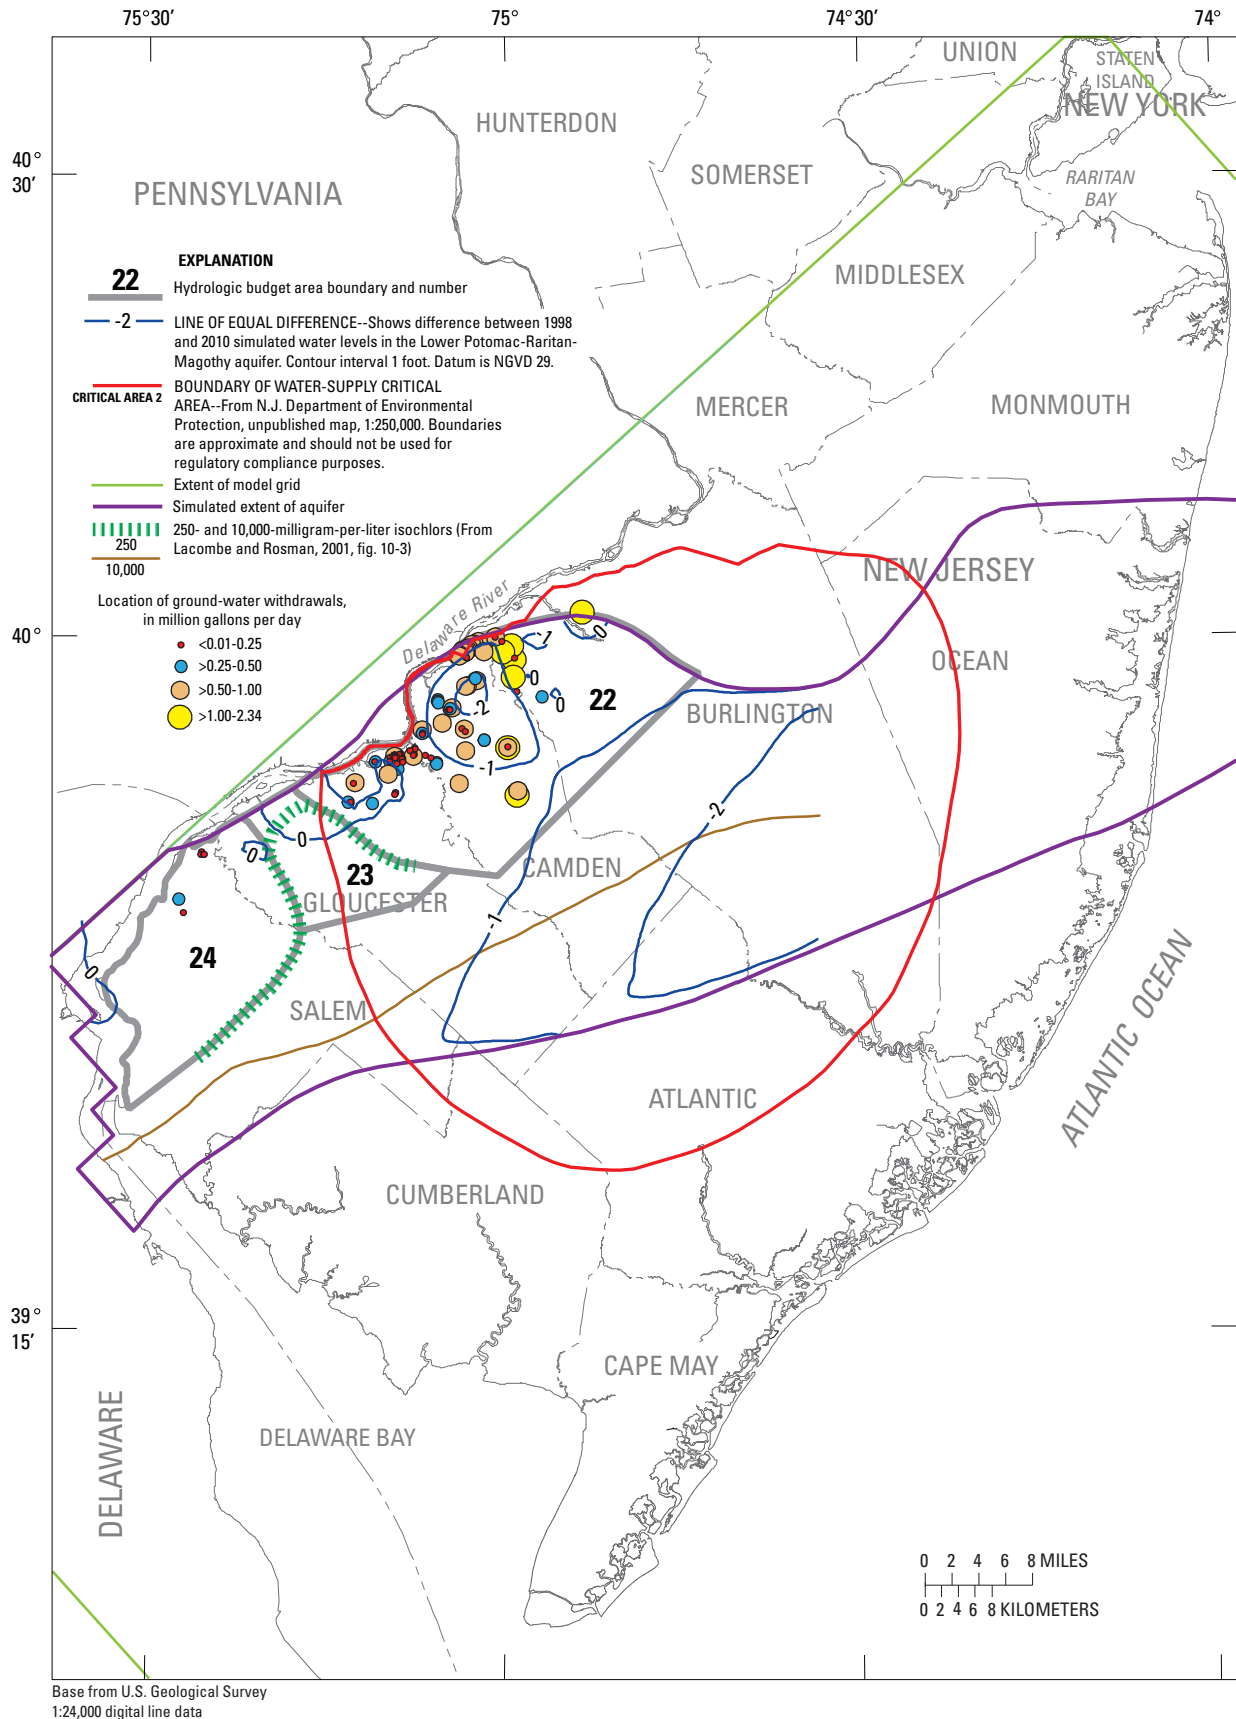 75°30’
75°
74°30’
74°
UNION
STATEN
ISLAND
NEW YORK
HUNTERDON
40°
30’
SOMERSET
RARITAN
BAY
PENNSYLVANIA
EXPLANATION
22
Hydrologic budget area boundary and number
MIDDLESEX
-2
LINE OF EQUAL DIFFERENCE--Shows difference between 1998
and 2010 simulated water levels in the Lower Potomac-Raritan-
Magothy aquifer. Contour interval 1 foot. Datum is NGVD 29.
CRITICAL AREA 2
BOUNDARY OF WATER-SUPPLY CRITICAL
AREA--From N.J. Department of Environmental
Protection, unpublished map, 1:250,000. Boundaries
are approximate and should not be used for
regulatory compliance purposes.
MERCER
MONMOUTH
Extent of model grid
Simulated extent of aquifer
250
250- and 10,000-milligram-per-liter isochlors (From
Lacombe and Rosman, 2001, fig. 10-3)
10,000
NEW JERSEY
Location of ground-water withdrawals,
in million gallons per day
<0.01-0.25
>0.25-0.50
>0.50-1.00
>1.00-2.34
Delaware River
40°
-1
0
OCEAN
0
0
22
-2
BURLINGTON
-1
-2
0
0
23
CAMDEN
GLOUCESTER
-1
24
0
SALEM
ATLANTIC OCEAN
ATLANTIC
CUMBERLAND
39°
15’
CAPE MAY
DELAWARE
DELAWARE BAY
0 2 4 6 8 MILES
0 2 4 6 8 KILOMETERS
Base from U.S. Geological Survey
1:24,000 digital line data